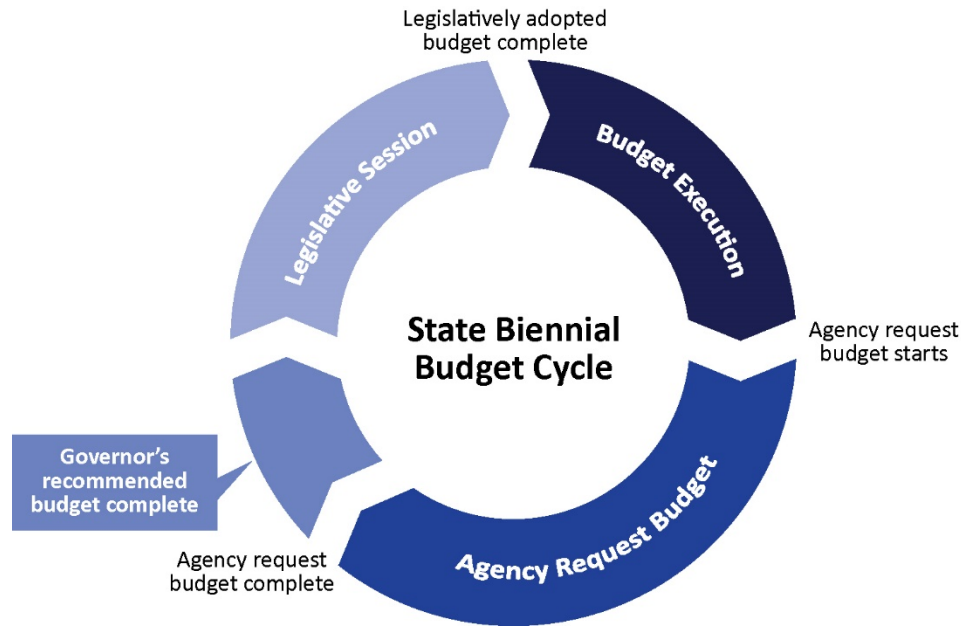 Legislatively adopted
budget complete
Legislative Session
Budget Execution
State Biennial
Budget Cycle
Agency request
budget starts
Governor’s
recommended
budget complete
Agency Request Budget
Agency request
budget complete